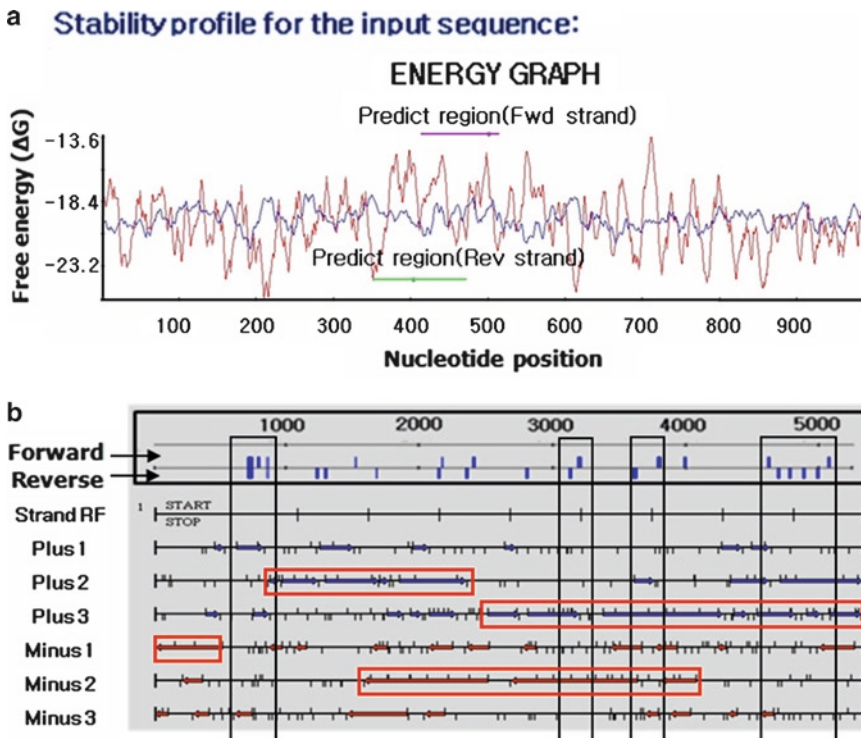 a Stability profile for the input sequence:
ENERGY GRAPH
Predict region(Fwd strand)
Free energy (ΔG)
-13.6
-18.4
-23.2
Predict region(Rev strand)
100 200 300 400 500 600 700 800 900
Nucleotide position
b
1000 2000 3000 4000 5000
Forward
Reverse
Strand RF 1 START
STOP
Plus 1
Plus 2
Plus 3
Minus 1
Minus 2
Minus 3